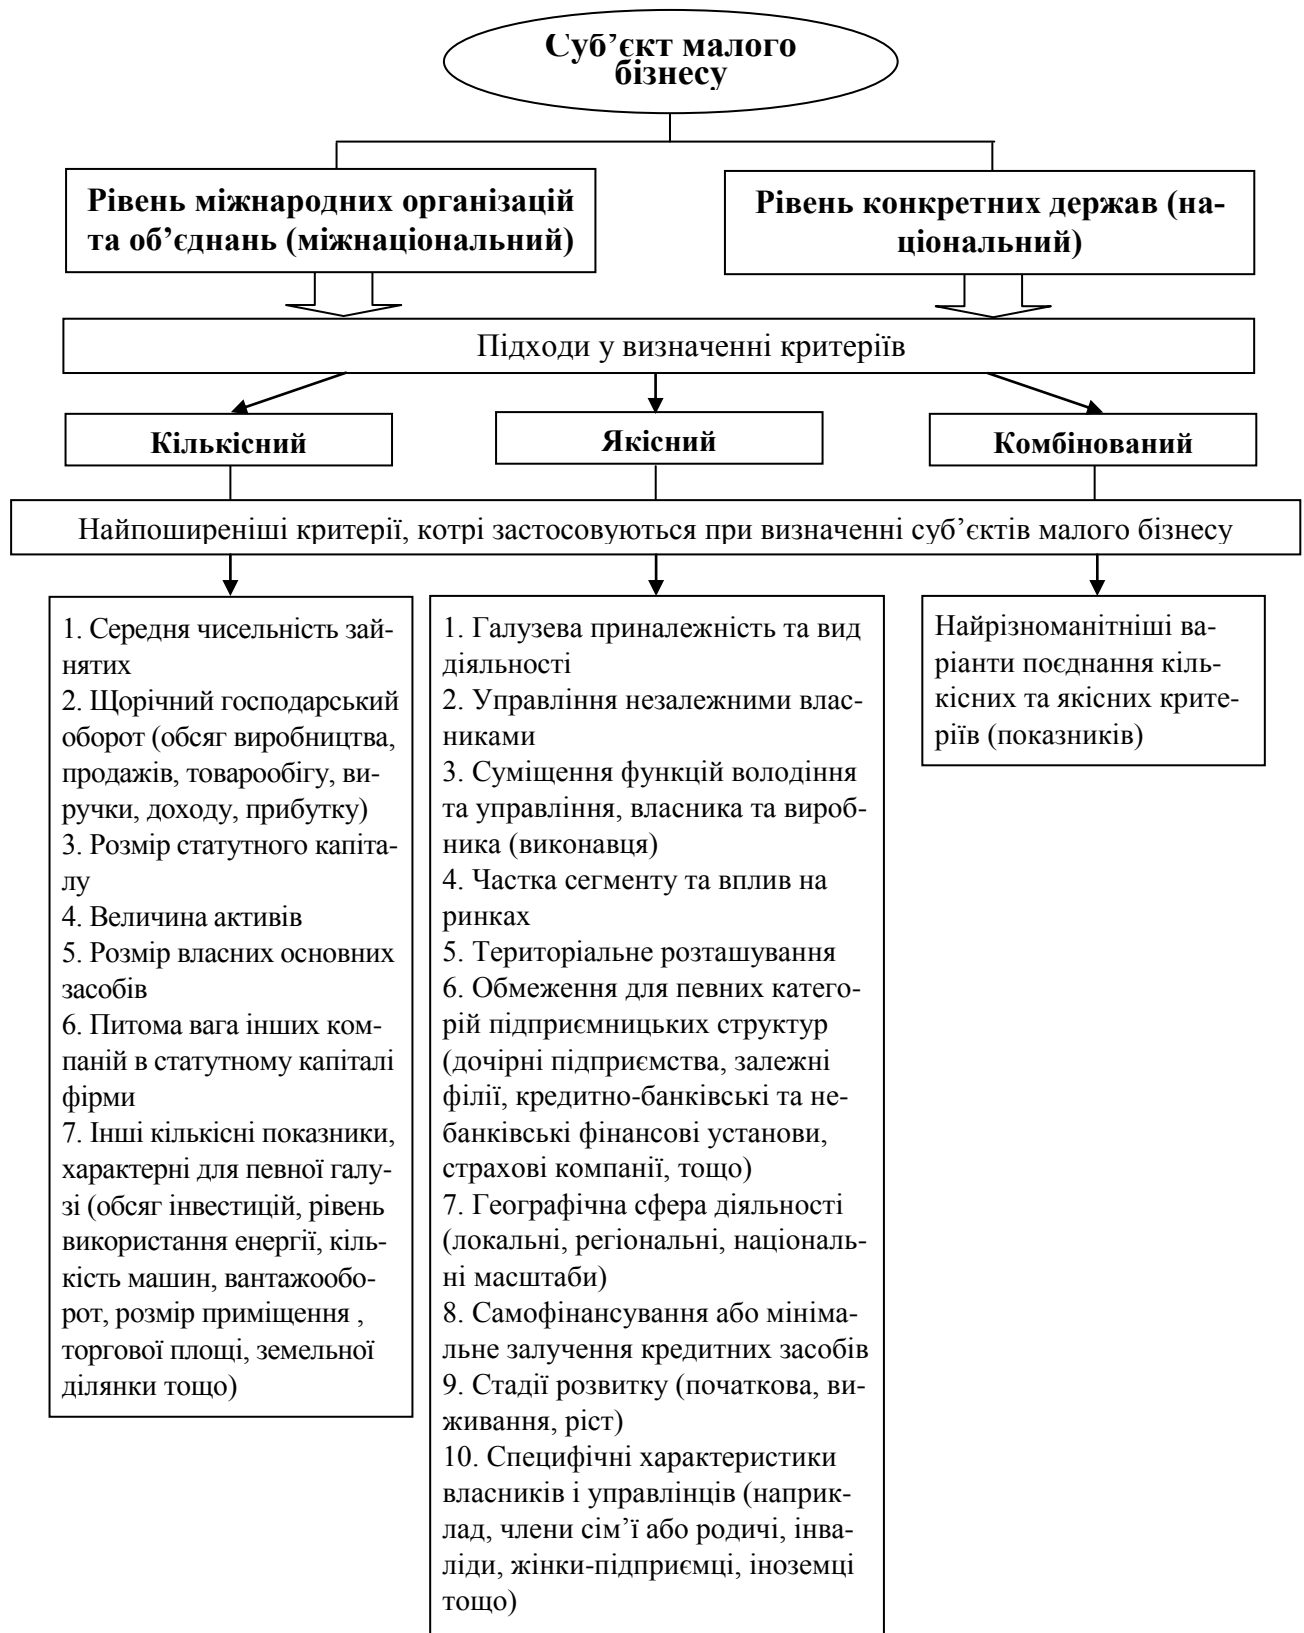 Суб’єкт малого
бізнесу
Рівень міжнародних організацій
та об’єднань (міжнаціональний)
Рівень конкретних держав (на-
ціональний)
Підходи у визначенні критеріїв
Кількісний
Якісний
Комбінований
Найпоширеніші критерії, котрі застосовуються при визначенні суб’єктів малого бізнесу
1. Середня чисельність зай-
нятих
2. Щорічний господарський
оборот (обсяг виробництва,
продажів, товарообігу, ви-
ручки, доходу, прибутку)
3. Розмір статутного капіта-
лу
4. Величина активів
5. Розмір власних основних
засобів
6. Питома вага інших ком-
паній в статутному капіталі
фірми
7. Інші кількісні показники,
характерні для певної галу-
зі (обсяг інвестицій, рівень
використання енергії, кіль-
кість машин, вантажообо-
рот, розмір приміщення ,
торгової площі, земельної
ділянки тощо)
1. Галузева приналежність та вид
діяльності
2. Управління незалежними влас-
никами
3. Суміщення функцій володіння
та управління, власника та вироб-
ника (виконавця)
4. Частка сегменту та вплив на
ринках
5. Територіальне розташування
6. Обмеження для певних катего-
рій підприємницьких структур
(дочірні підприємства, залежні
філії, кредитно-банківські та не-
банківські фінансові установи,
страхові компанії, тощо)
7. Географічна сфера діяльності
(локальні, регіональні, національ-
ні масштаби)
8. Самофінансування або мініма-
льне залучення кредитних засобів
9. Стадії розвитку (початкова, ви-
живання, ріст)
10. Специфічні характеристики
власників і управлінців (наприк-
лад, члени сім’ї або родичі, інва-
ліди, жінки-підприємці, іноземці
тощо)
Найрізноманітніші ва-
ріанти поєднання кіль-
кісних та якісних крите-
ріїв (показників)